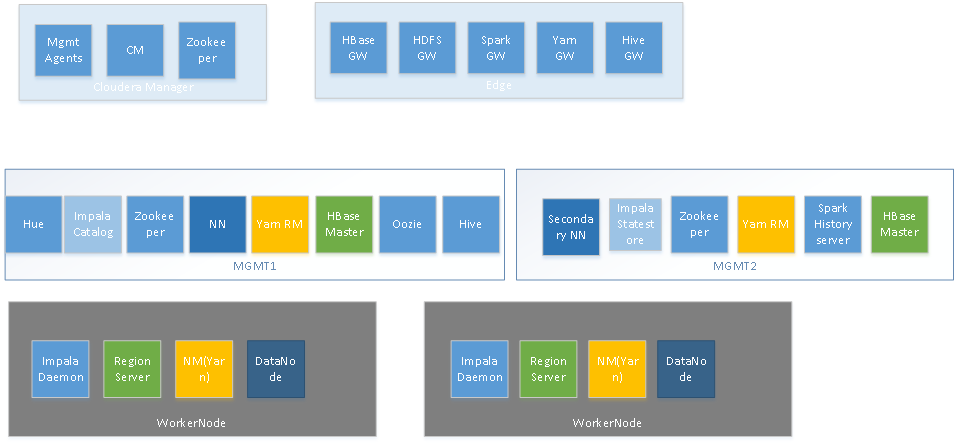 Mgmt
Agents
CM
Zookee
per
Cloudera Manager
HBase
GW
HDFS
GW
Spark
GW
Yarn
GW
Hive
GW
Edge
Hue
Impala
Catalog
Zookee
per
NN
Yarn RM
HBase
Master
Oozie
Hive
MGMT1
Seconda
ry NN
Impala
Statest
ore
Zookee
per
Yarn RM
Spark
History
server
HBase
Master
MGMT2
Impala
Daemon
Region
Server
NM(Yar
n)
DataNo
de
WorkerNode
Impala
Daemon
Region
Server
NM(Yar
n)
DataNo
de
WorkerNode